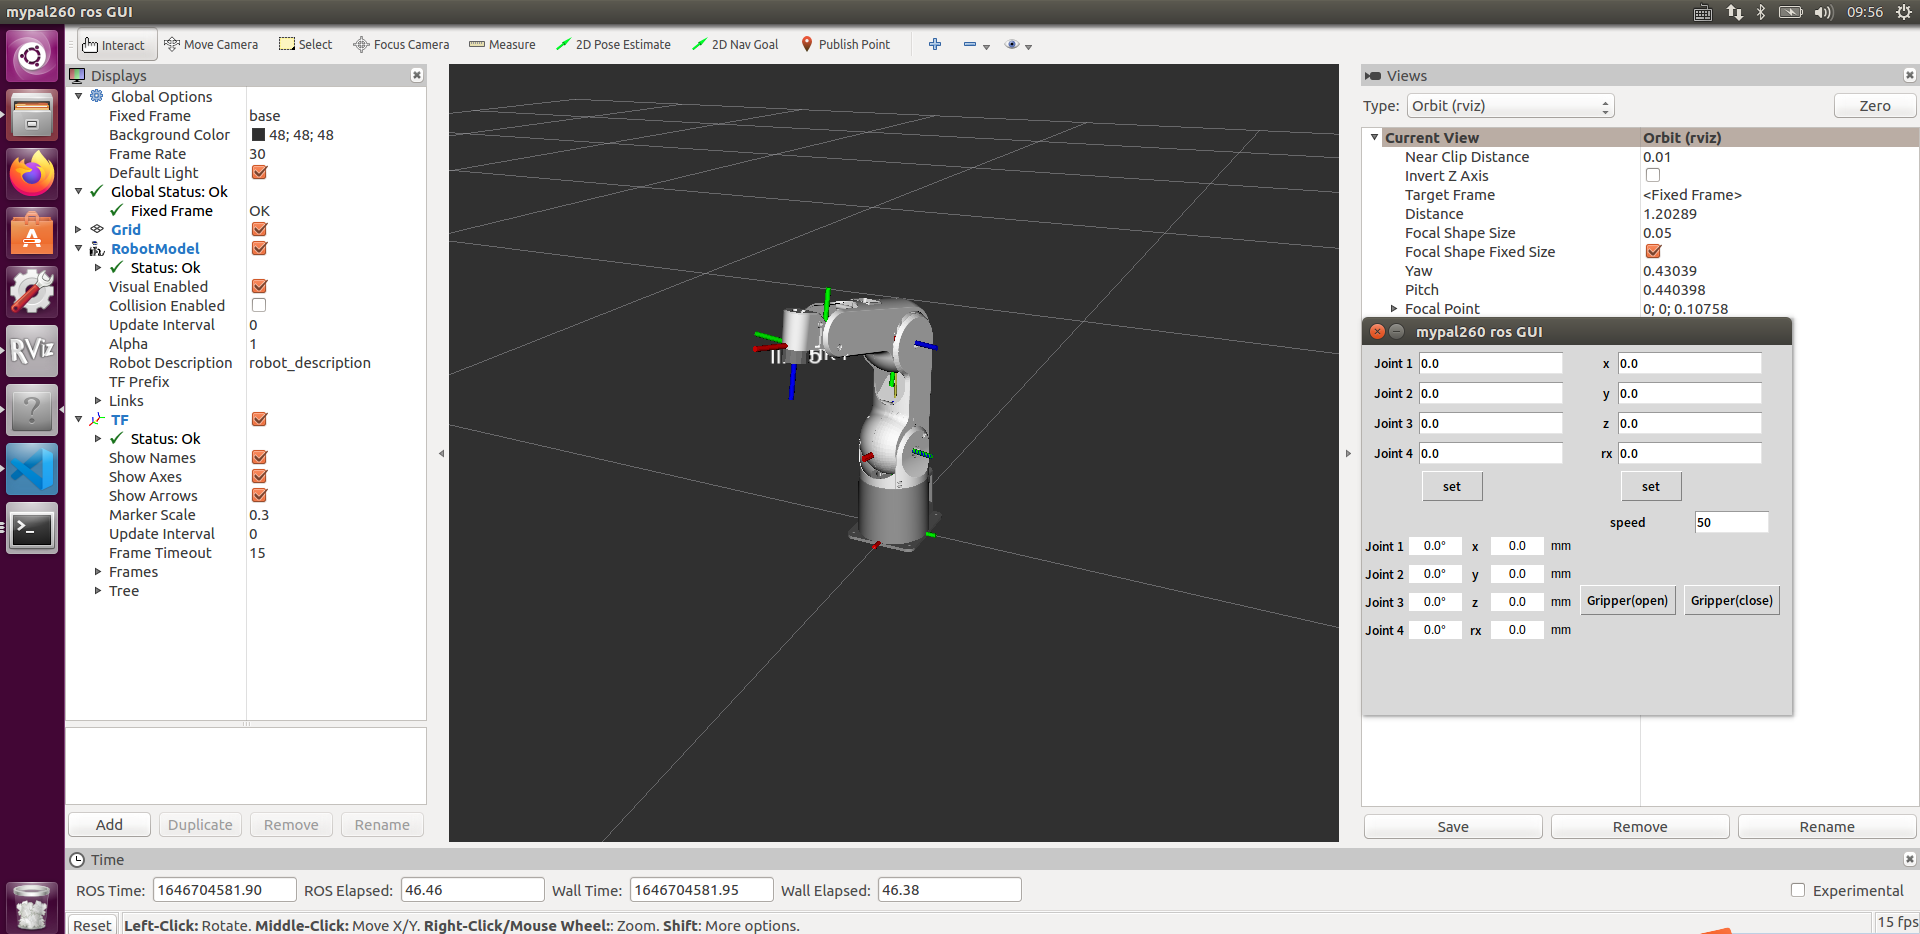 mypal260 ros GUI
09:56
Interact
Move Camera
Select
Focus Camera
Measure
2D Pose Estimate
2D Nav Goal
Publish Point
Displays
Global Options
Fixed Frame base
Background Color 48; 48; 48
Frame Rate 30
Default Light
Global Status: Ok
Fixed Frame OK
Grid
RobotModel
Status: Ok
Visual Enabled
Collision Enabled
Update Interval 0
Alpha 1
Robot Description robot_description
TF Prefix
Links
TF
Status: Ok
Show Names
Show Axes
Show Arrows
Marker Scale 0.3
Update Interval 0
Frame Timeout 15
Frames
Tree
Add Duplicate Remove Rename
RViz
Views
Type: Orbit (rviz) Zero
Current View Orbit (rviz)
Near Clip Distance 0.01
Invert Z Axis
Target Frame <Fixed Frame>
Distance 1.20289
Focal Shape Size 0.05
Focal Shape Fixed Size
Yaw 0.43039
Pitch 0.440398
Focal Point 0; 0; 0.10758
mypal260 ros GUI
Joint 1 0.0 x 0.0
Joint 2 0.0 y 0.0
Joint 3 0.0 z 0.0
Joint 4 0.0 rx 0.0
set set
speed 50
Joint 1 0.0° x 0.0 mm
Joint 2 0.0° y 0.0 mm
Joint 3 0.0° z 0.0 mm
Gripper(open) Gripper(close)
Joint 4 0.0° rx 0.0 mm
Save Remove Rename
Time
ROS Time: 1646704581.90 ROS Elapsed: 46.46 Wall Time: 1646704581.95 Wall Elapsed: 46.38 Experimental
Reset Left-Click: Rotate. Middle-Click: Move X/Y. Right-Click/Mouse Wheel:: Zoom. Shift: More options. 15 fps